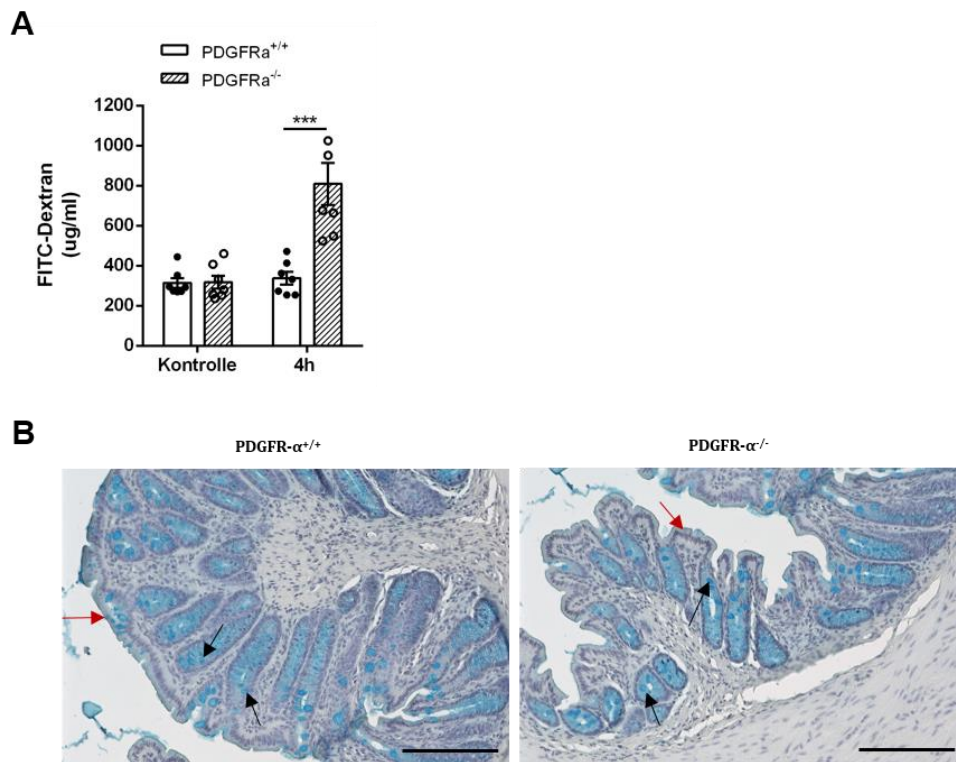 A
PDGFRa+/+
PDGFRa-/-
1200
1000
800
600
400
200
0
FITC-Dextran
(ug/ml)
***
Kontrolle 4h
B
PDGFR-α+/+ PDGFR-α-/-